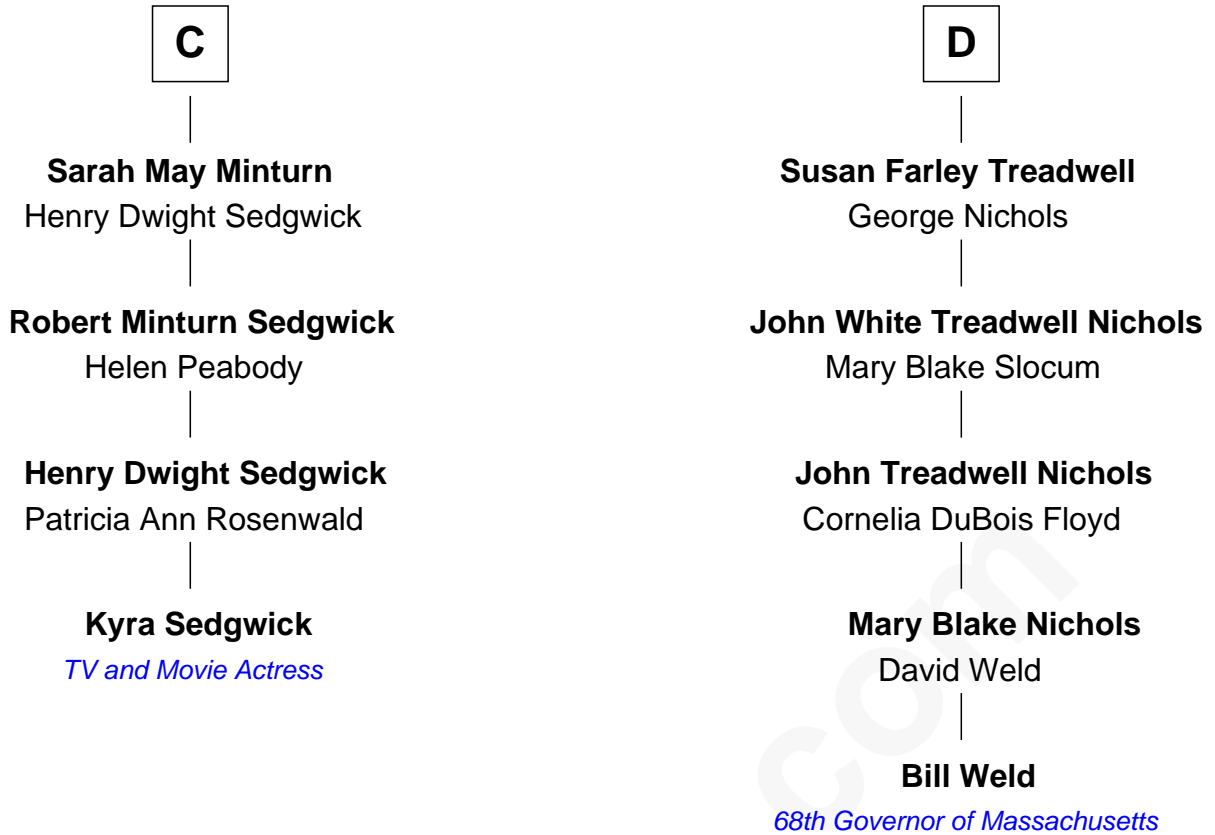 C
Sarah May Minturn
Henry Dwight Sedgwick
Robert Minturn Sedgwick
Helen Peabody
Henry Dwight Sedgwick
Patricia Ann Rosenwald
Kyra Sedgwick
TV and Movie Actress
D
Susan Farley Treadwell
George Nichols
John White Treadwell Nichols
Mary Blake Slocum
John Treadwell Nichols
Cornelia DuBois Floyd
Mary Blake Nichols
David Weld
Bill Weld
68th Governor of Massachusetts
com